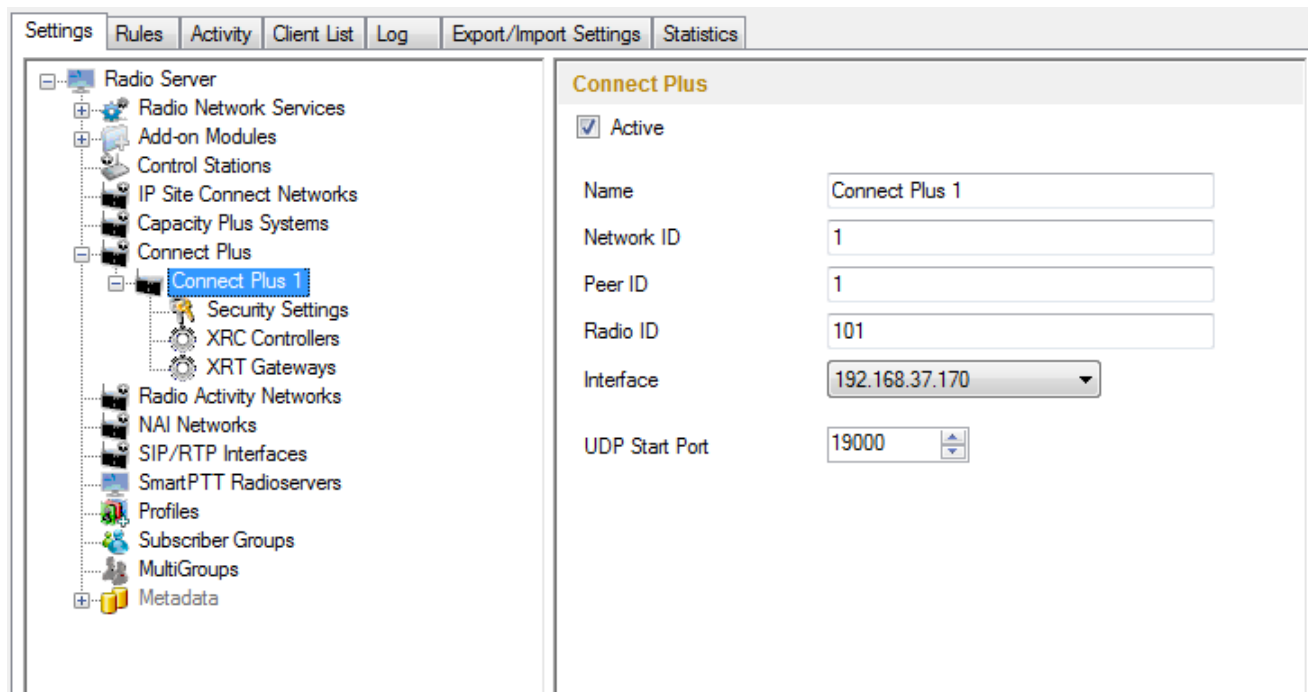 Settings Rules Activity Client List Log Export/Import Settings Statistics
Radio Server
Radio Network Services
Add-on Modules
Control Stations
IP Site Connect Networks
Capacity Plus Systems
Connect Plus
Connect Plus 1
Security Settings
XRC Controllers
XRT Gateways
Radio Activity Networks
NAI Networks
SIP/RTP Interfaces
SmartPTT Radioservers
Profiles
Subscriber Groups
MultiGroups
Metadata
Connect Plus
Active
Name Connect Plus 1
Network ID 1
Peer ID 1
Radio ID 101
Interface 192.168.37.170
UDP Start Port 19000